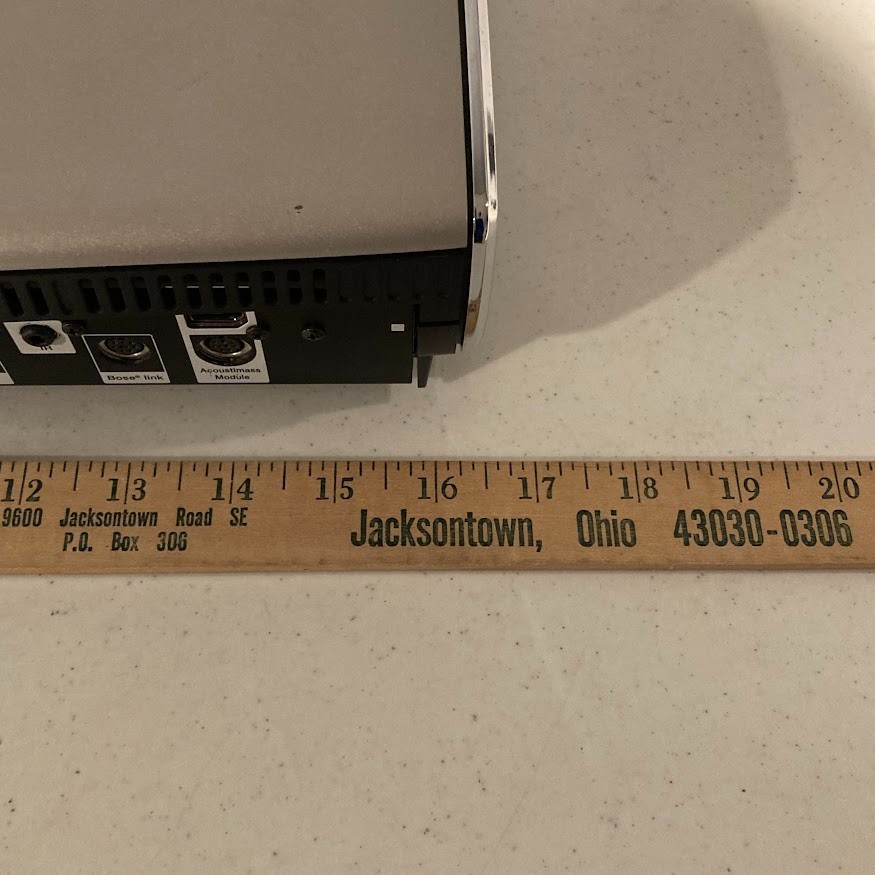 IR
Bose® link
Acoustimass
Module
12 13 14 15 16 17 18 19 20
9600 Jacksontown Road SE
P.O. Box 306
Jacksontown, Ohio 43030-0306